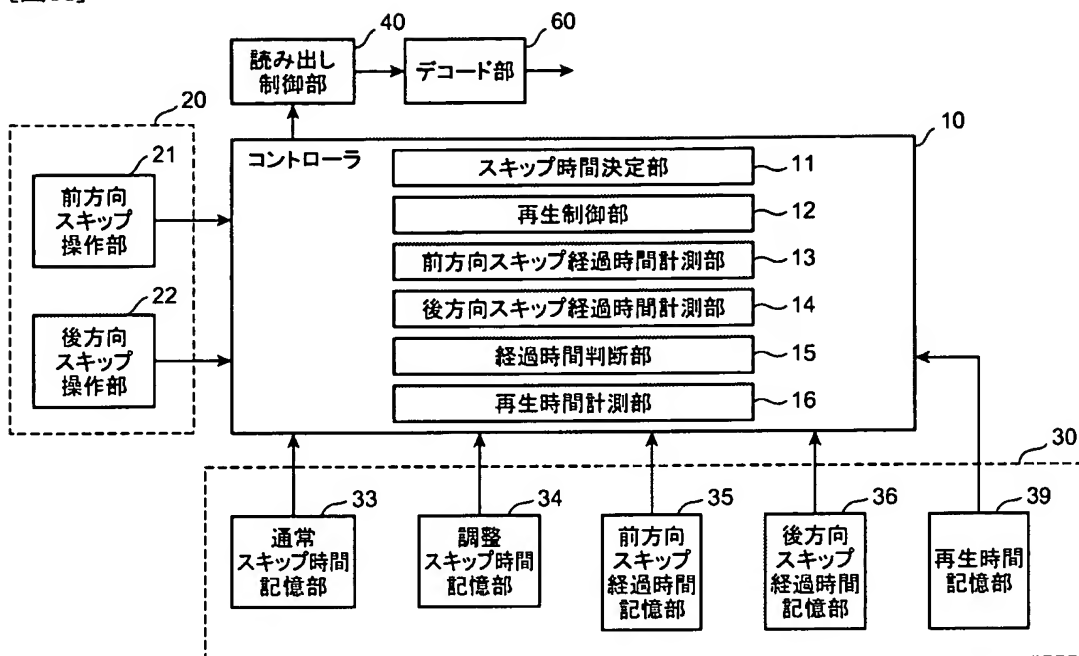 40
60
読み出し
制御部
デコード部
20
10
21
前方向
スキップ
操作部
22
後方向
スキップ
操作部
コントローラ
スキップ時間決定部
11
再生制御部
12
前方向スキップ経過時間計測部
13
後方向スキップ経過時間計測部
14
経過時間判断部
15
再生時間計測部
16
30
33
通常
スキップ時間
記憶部
34
調整
スキップ時間
記憶部
35
前方向
スキップ
経過時間
記憶部
36
後方向
スキップ
経過時間
記憶部
39
再生時間
記憶部